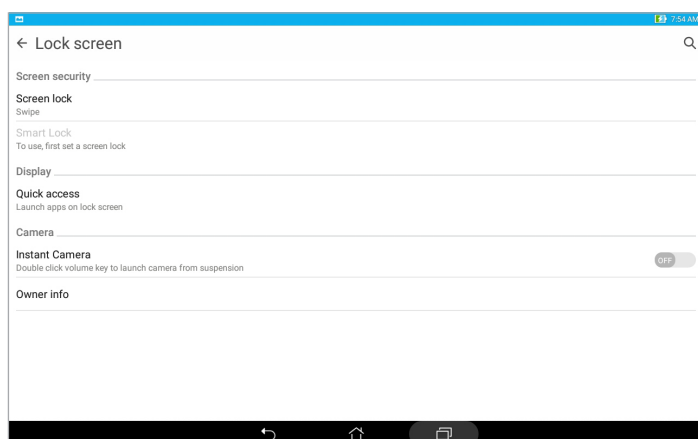 7:54 AM
Lock screen
Screen security
Screen lock
Swipe
Smart Lock
To use, first set a screen lock
Display
Quick access
Launch apps on lock screen
Camera
Instant Camera
Double click volume key to launch camera from suspension
OFF
Owner info